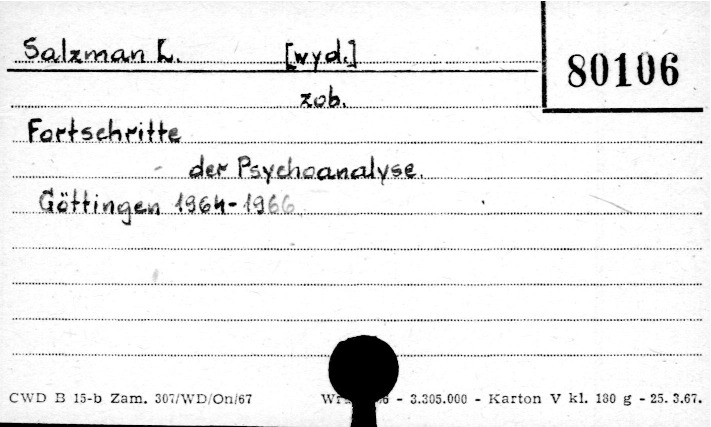 Salzman L. [wyd.]
80106
zob.
Fortschritte
der Psychoanalyse.
Göttingen 1964-1966
CWD B 15-b Zam. 307/WD/On/67 - 3.305.000 - Karton V kl. 180 g - 25. 3.67.